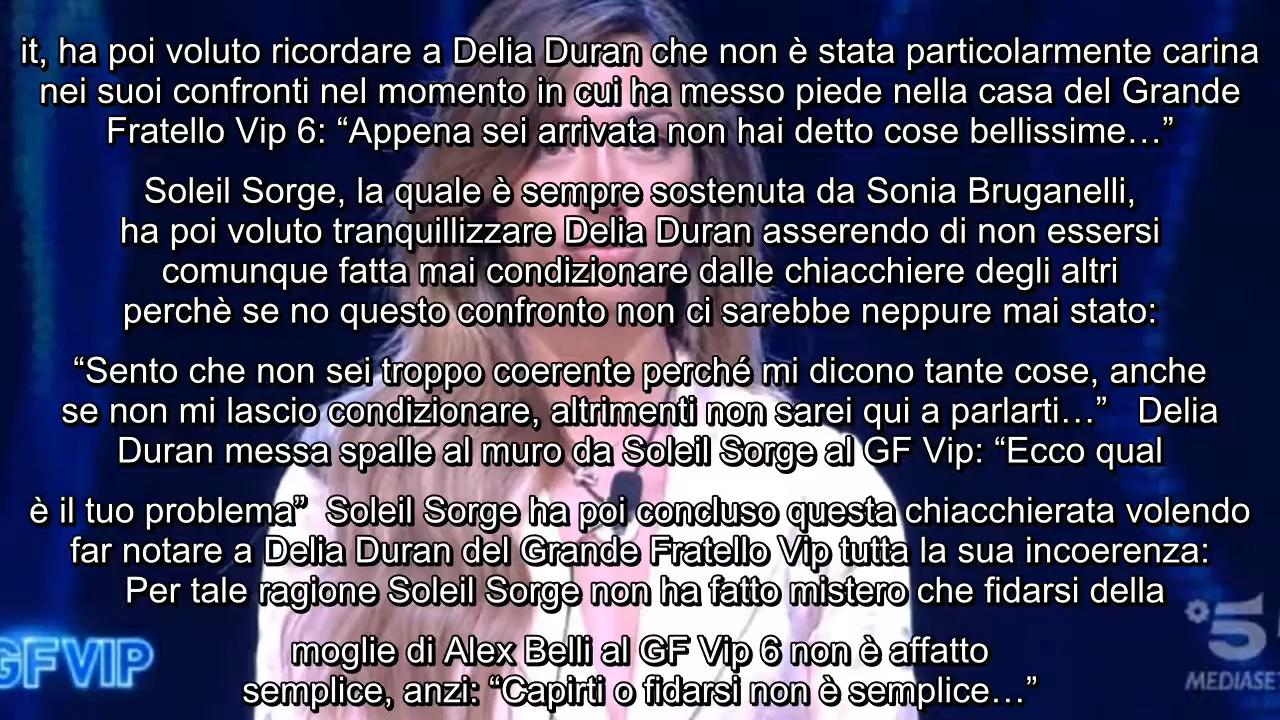 it, ha poi voluto ricordare a Delia Duran che non è stata particolarmente carina
nei suoi confronti nel momento in cui ha messo piede nella casa del Grande
Fratello Vip 6: “Appena sei arrivata non hai detto cose bellissime…”
Soleil Sorge, la quale è sempre sostenuta da Sonia Bruganelli,
ha poi voluto tranquillizzare Delia Duran asserendo di non essersi
comunque fatta mai condizionare dalle chiacchiere degli altri
perchè se no questo confronto non ci sarebbe neppure mai stato:
“Sento che non sei troppo coerente perché mi dicono tante cose, anche
se non mi lascio condizionare, altrimenti non sarei qui a parlarti…”   Delia
Duran messa spalle al muro da Soleil Sorge al GF Vip: “Ecco qual
è il tuo problema”  Soleil Sorge ha poi concluso questa chiacchierata volendo
far notare a Delia Duran del Grande Fratello Vip tutta la sua incoerenza:
Per tale ragione Soleil Sorge non ha fatto mistero che fidarsi della
moglie di Alex Belli al GF Vip 6 non è affatto
semplice, anzi: “Capirti o fidarsi non è semplice…”
GF VIP
5
MEDIASE